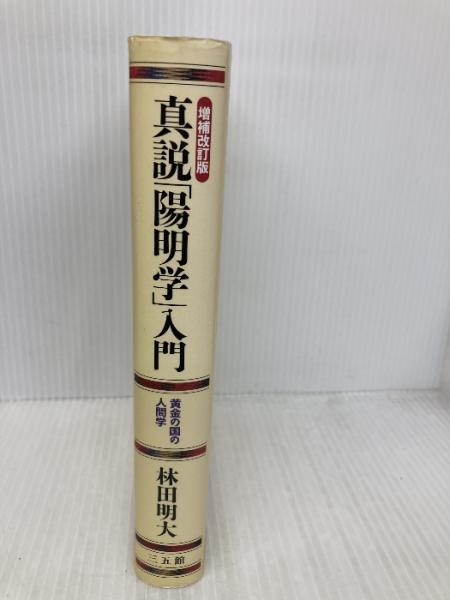 増補改訂版
真説「陽明学」入門
黄金の国の
人間学
林田明大
三五館